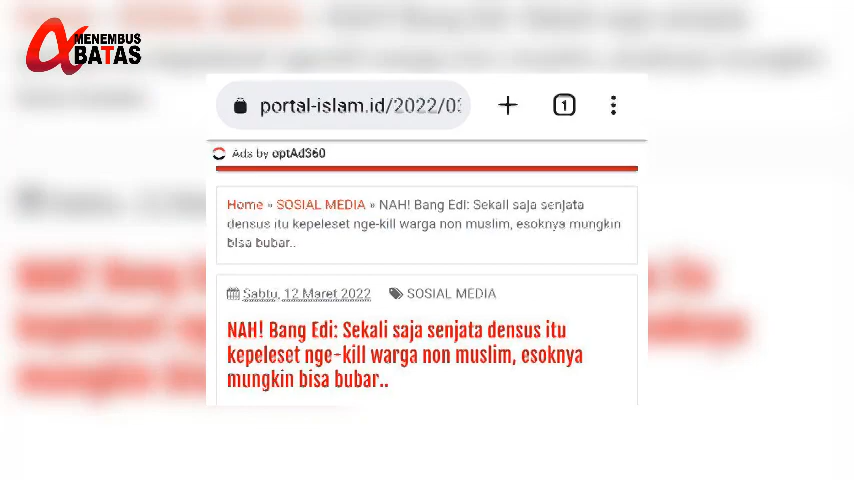 MENEMBUS
BATAS
portal-islam.id/2022/03
1
Ads by optAd360
Home » SOSIAL MEDIA » NAH! Bang Edi: Sekali saja senjata
densus itu kepeleset nge-kill warga non muslim, esoknya mungkin
bisa bubar..
Sabtu, 12 Maret 2022 SOSIAL MEDIA
NAH! Bang Edi: Sekali saja senjata densus itu
kepeleset nge-kill warga non muslim, esoknya
mungkin bisa bubar..